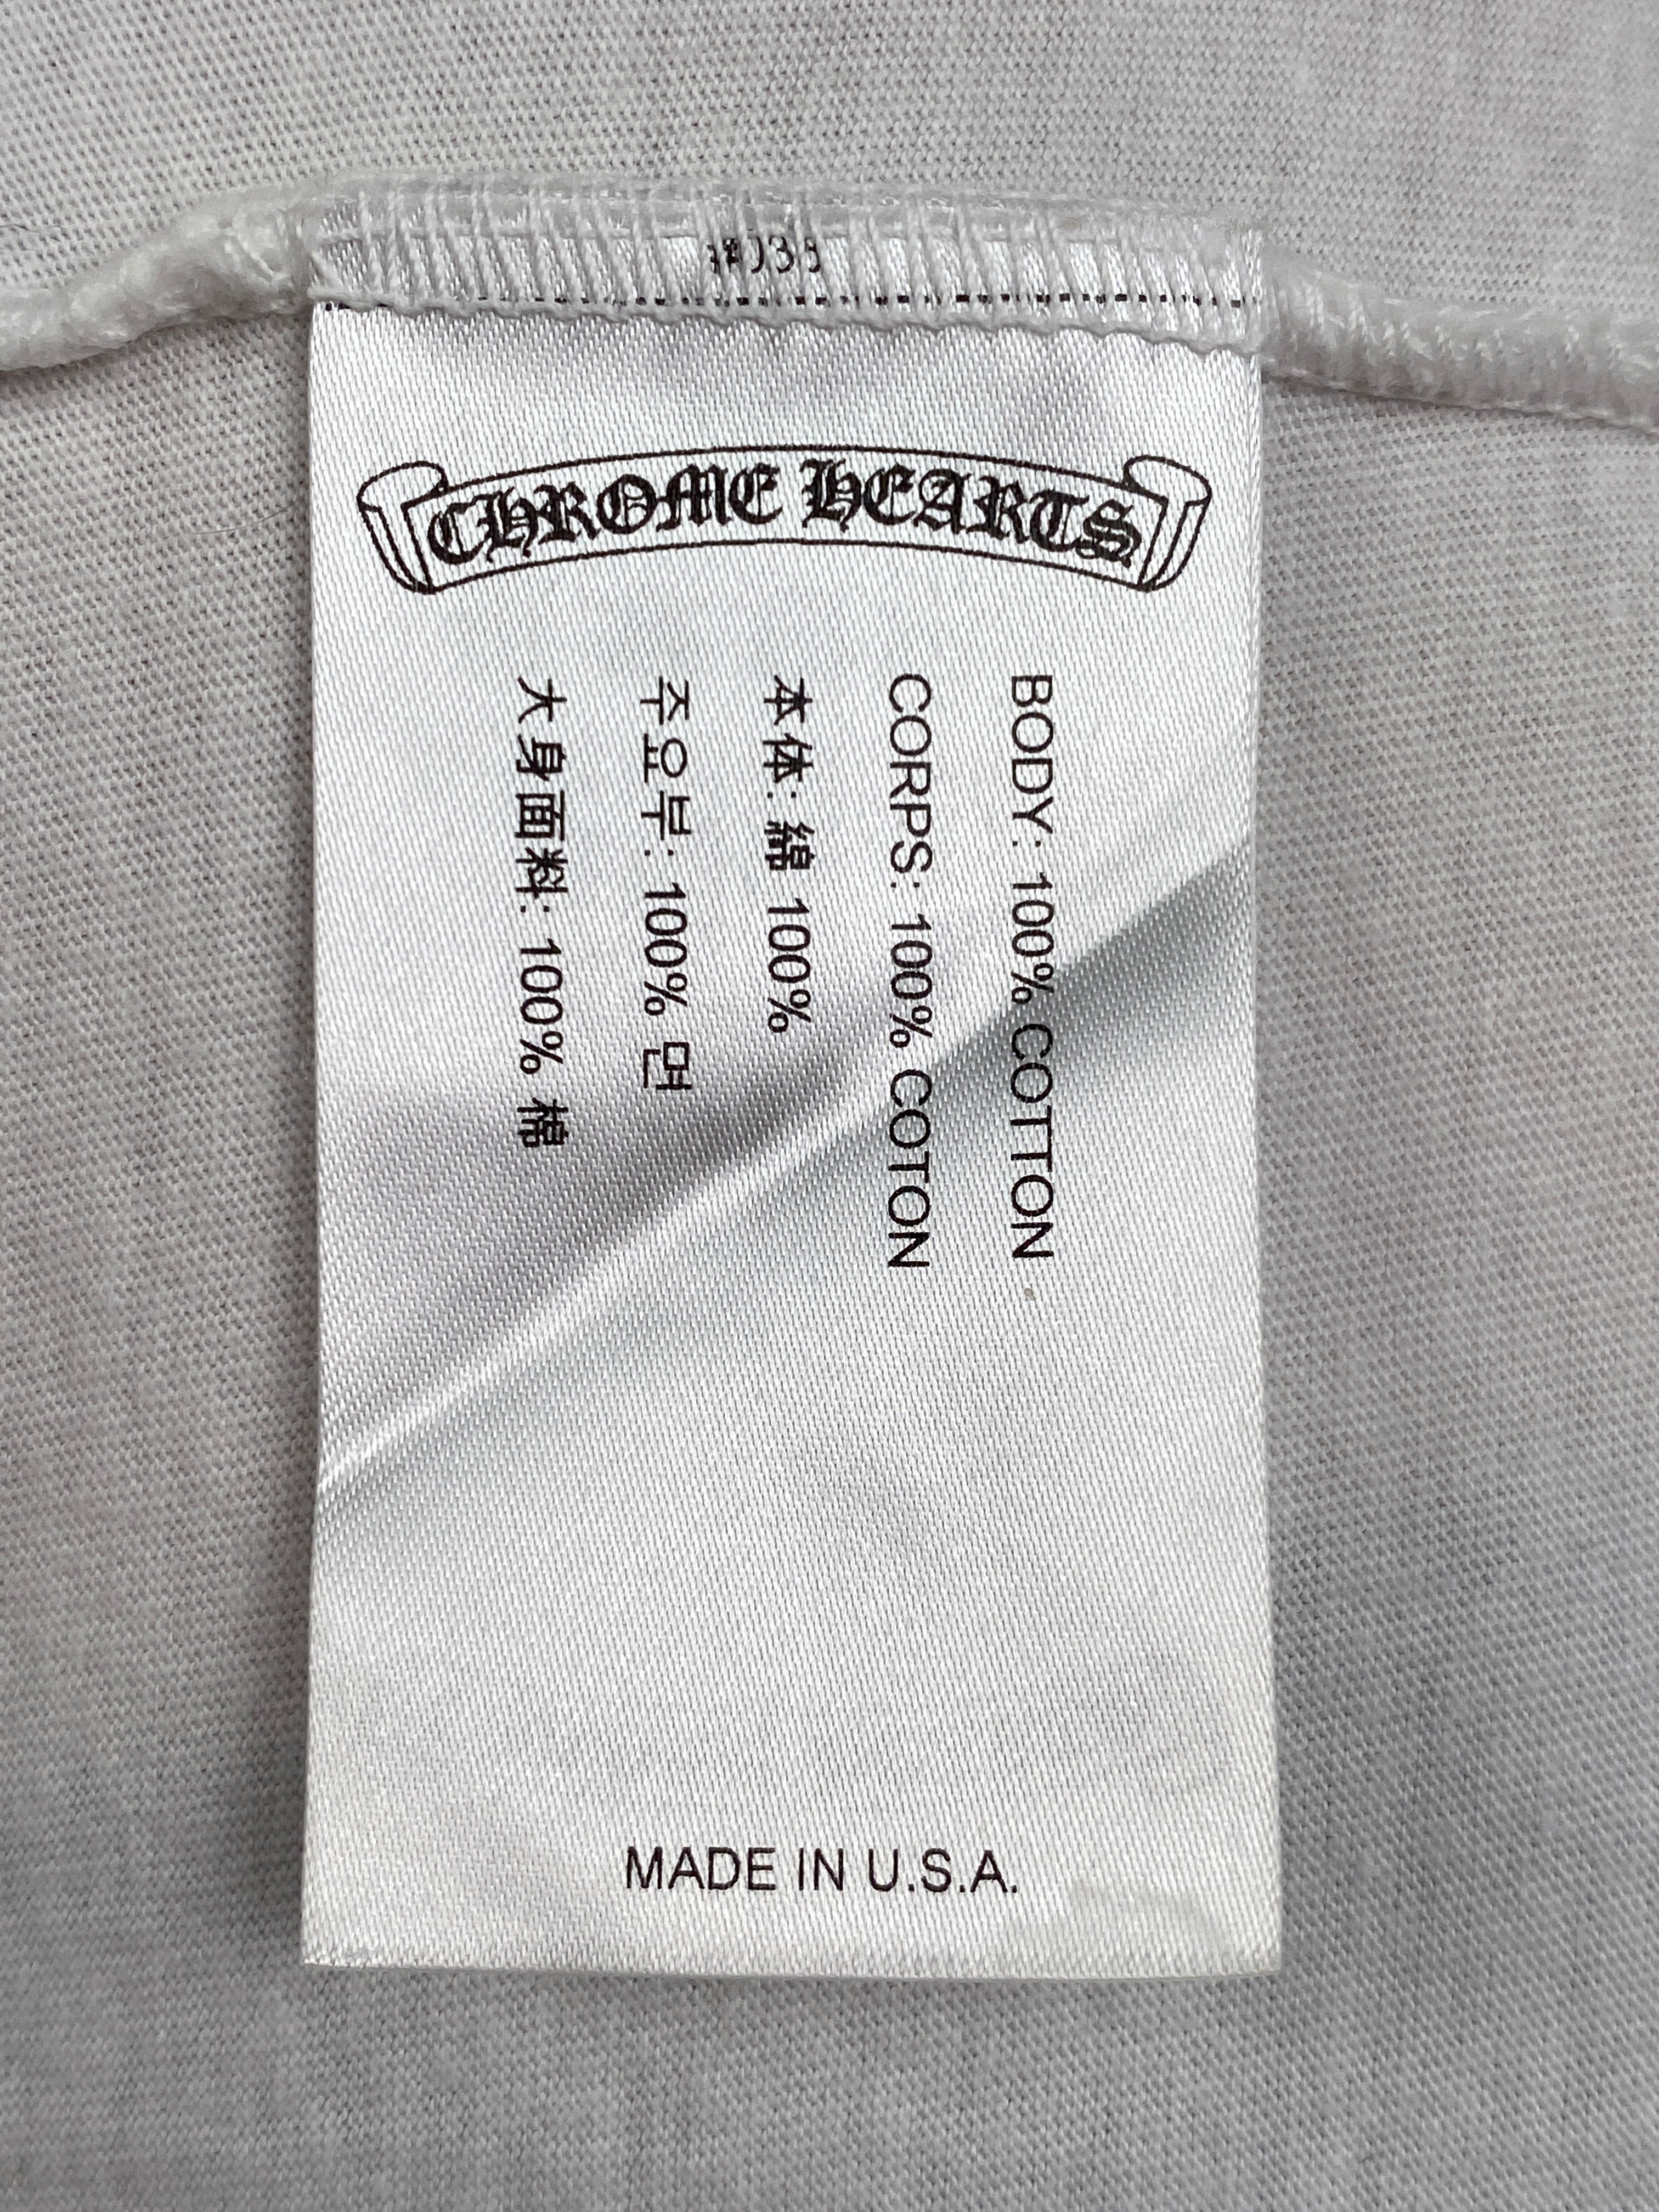 CHROME HEARTS
BODY: 100% COTTON
CORPS: 100% COTON
本体: 綿 100%
주요부: 100% 면
大身面料: 100% 棉
MADE IN U.S.A.